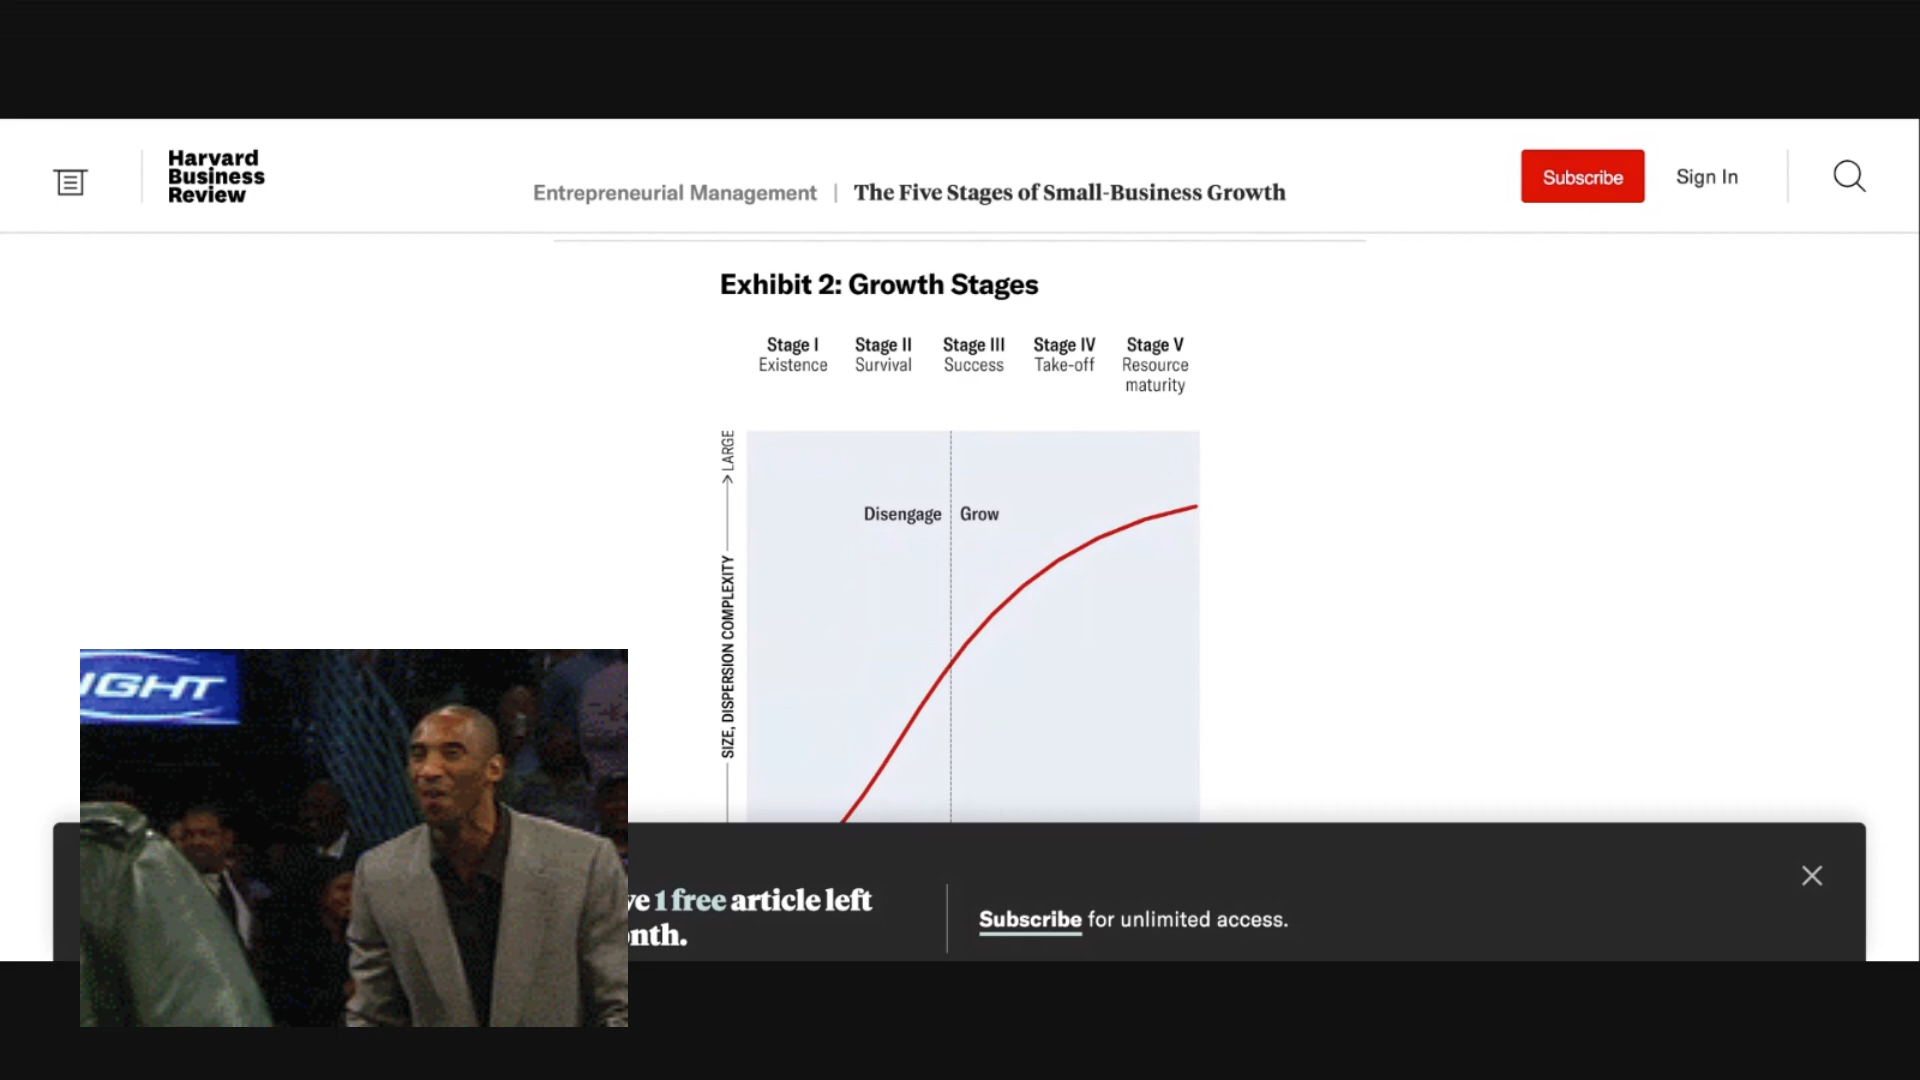 Harvard
Business
Review
Entrepreneurial Management | The Five Stages of Small-Business Growth
Subscribe
Sign In
Exhibit 2: Growth Stages
Stage I
Existence
Stage II
Survival
Stage III
Success
Stage IV
Take-off
Stage V
Resource
maturity
SIZE, DISPERSION COMPLEXITY → LARGE
Disengage
Grow
IGHT
ve 1 free article left
onth.
Subscribe for unlimited access.